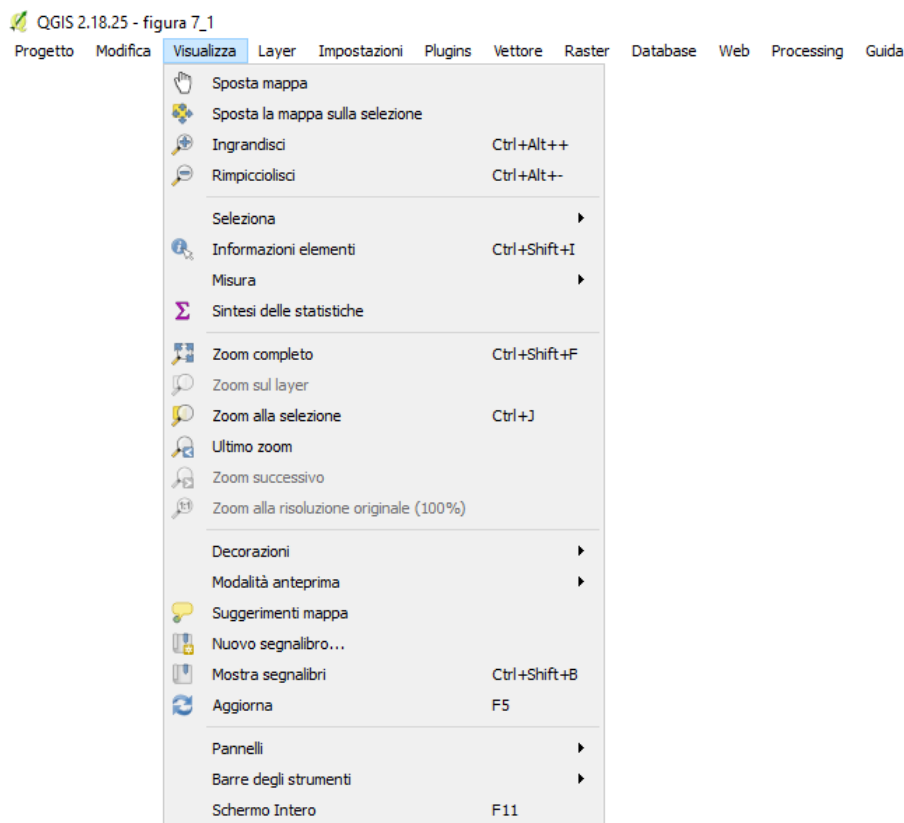 QGIS 2.18.25 - figura 7_1
Progetto Modifica Visualizza Layer Impostazioni Plugins Vettore Raster Database Web Processing Guida
Sposta mappa
Sposta la mappa sulla selezione
Ingrandisci Ctrl+Alt++
Rimpicciolisci Ctrl+Alt+-
Seleziona
Informazioni elementi Ctrl+Shift+I
Misura
Sintesi delle statistiche
Zoom completo Ctrl+Shift+F
Zoom sul layer
Zoom alla selezione Ctrl+J
Ultimo zoom
Zoom successivo
Zoom alla risoluzione originale (100%)
Decorazioni
Modalità anteprima
Suggerimenti mappa
Nuovo segnalibro...
Mostra segnalibri Ctrl+Shift+B
Aggiorna F5
Pannelli
Barre degli strumenti
Schermo Intero F11